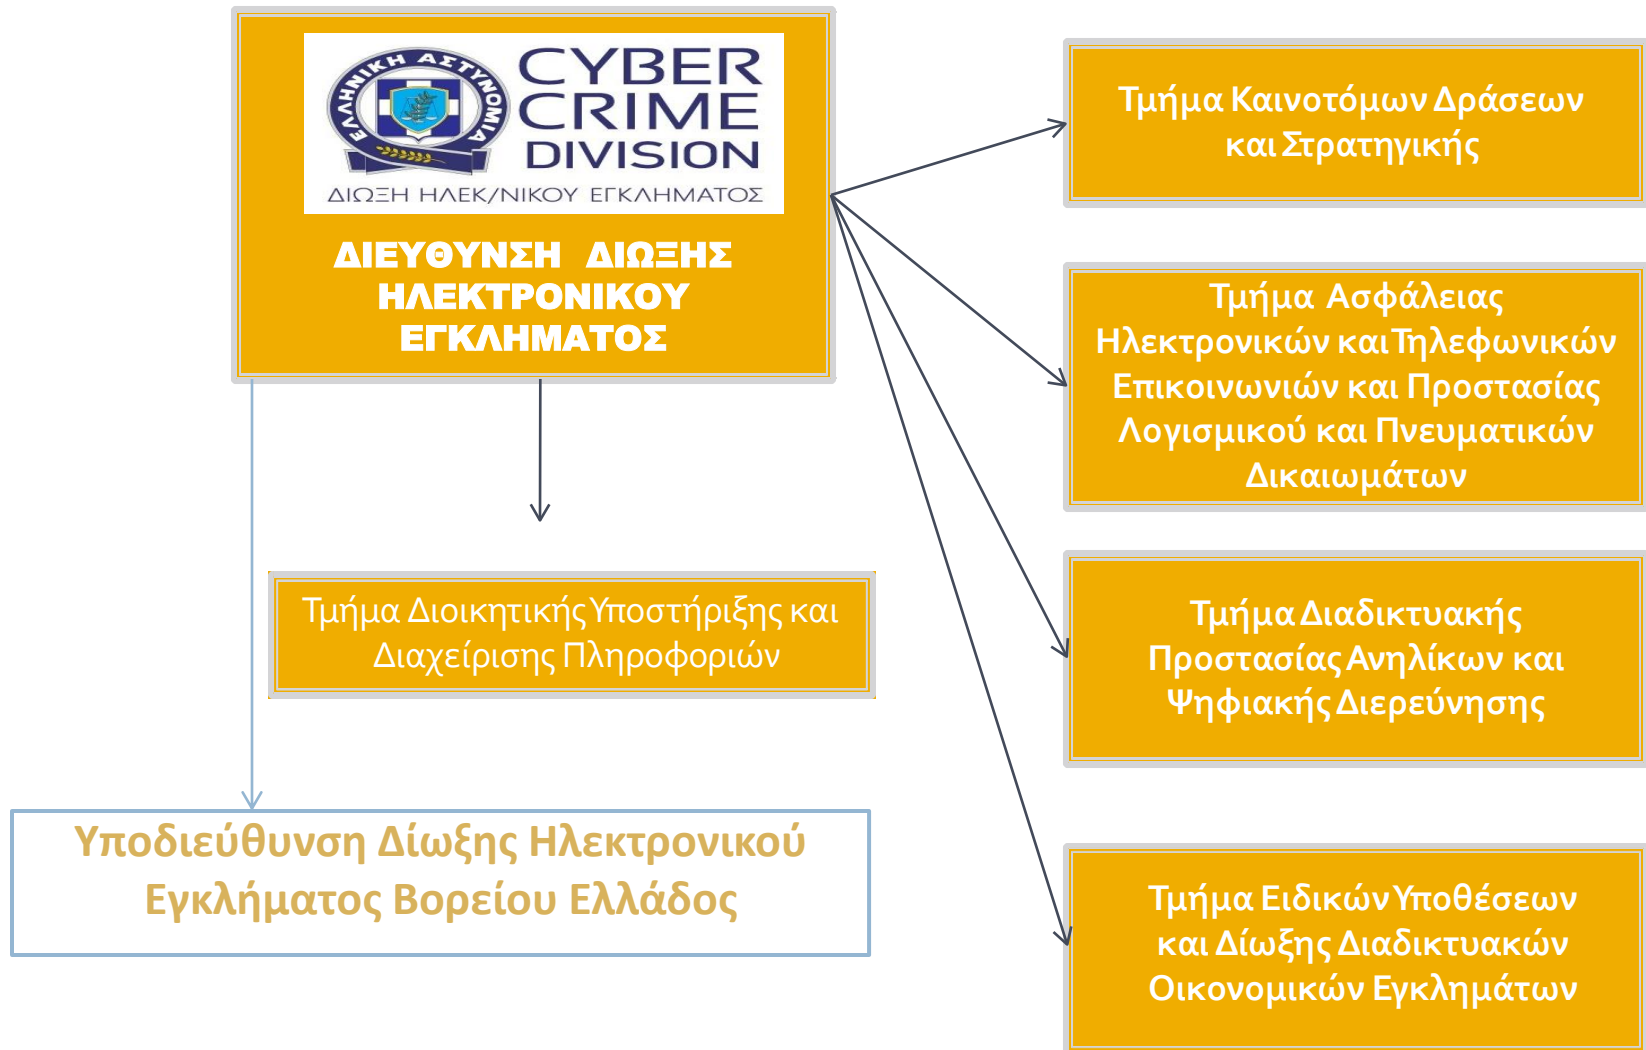 ΕΛΛΗΝΙΚΗ ΑΣΤΥΝΟΜΙΑ
CYBER
CRIME
DIVISION
ΔΙΩΞΗ ΗΛΕΚ/ΝΙΚΟΥ ΕΓΚΛΗΜΑΤΟΣ
ΔΙΕΥΘΥΝΣΗ ΔΙΩΞΗΣ
ΗΛΕΚΤΡΟΝΙΚΟΥ
ΕΓΚΛΗΜΑΤΟΣ
Τμήμα Διοικητικής Υποστήριξης και
Διαχείρισης Πληροφοριών
Υποδιεύθυνση Δίωξης Ηλεκτρονικού
Εγκλήματος Βορείου Ελλάδος
Τμήμα Καινοτόμων Δράσεων
και Στρατηγικής
Τμήμα Ασφάλειας
Ηλεκτρονικών και Τηλεφωνικών
Επικοινωνιών και Προστασίας
Λογισμικού και Πνευματικών
Δικαιωμάτων
Τμήμα Διαδικτυακής
Προστασίας Ανηλίκων και
Ψηφιακής Διερεύνησης
Τμήμα Ειδικών Υποθέσεων
και Δίωξης Διαδικτυακών
Οικονομικών Εγκλημάτων